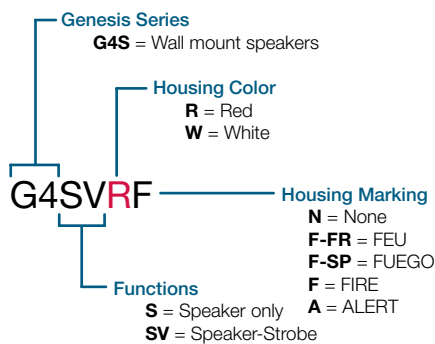 Genesis Series
G4S = Wall mount speakers
Housing Color
R = Red
W = White
G4SVRF
Housing Marking
N = None
F-FR = FEU
F-SP = FUEGO
F = FIRE
A = ALERT
Functions
S = Speaker only
SV = Speaker-Strobe